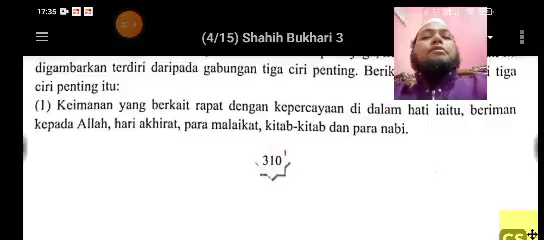 17:35
(4/15) Shahih Bukhari 3
digambarkan terdiri daripada gabungan tiga ciri penting. tiga
ciri penting itu:
(1) Keimanan yang berkait rapat dengan kepercayaan di dalam hati iaitu, beriman
kepada Allah, hari akhirat, para malaikat, kitab-kitab dan para nabi.
310
GS